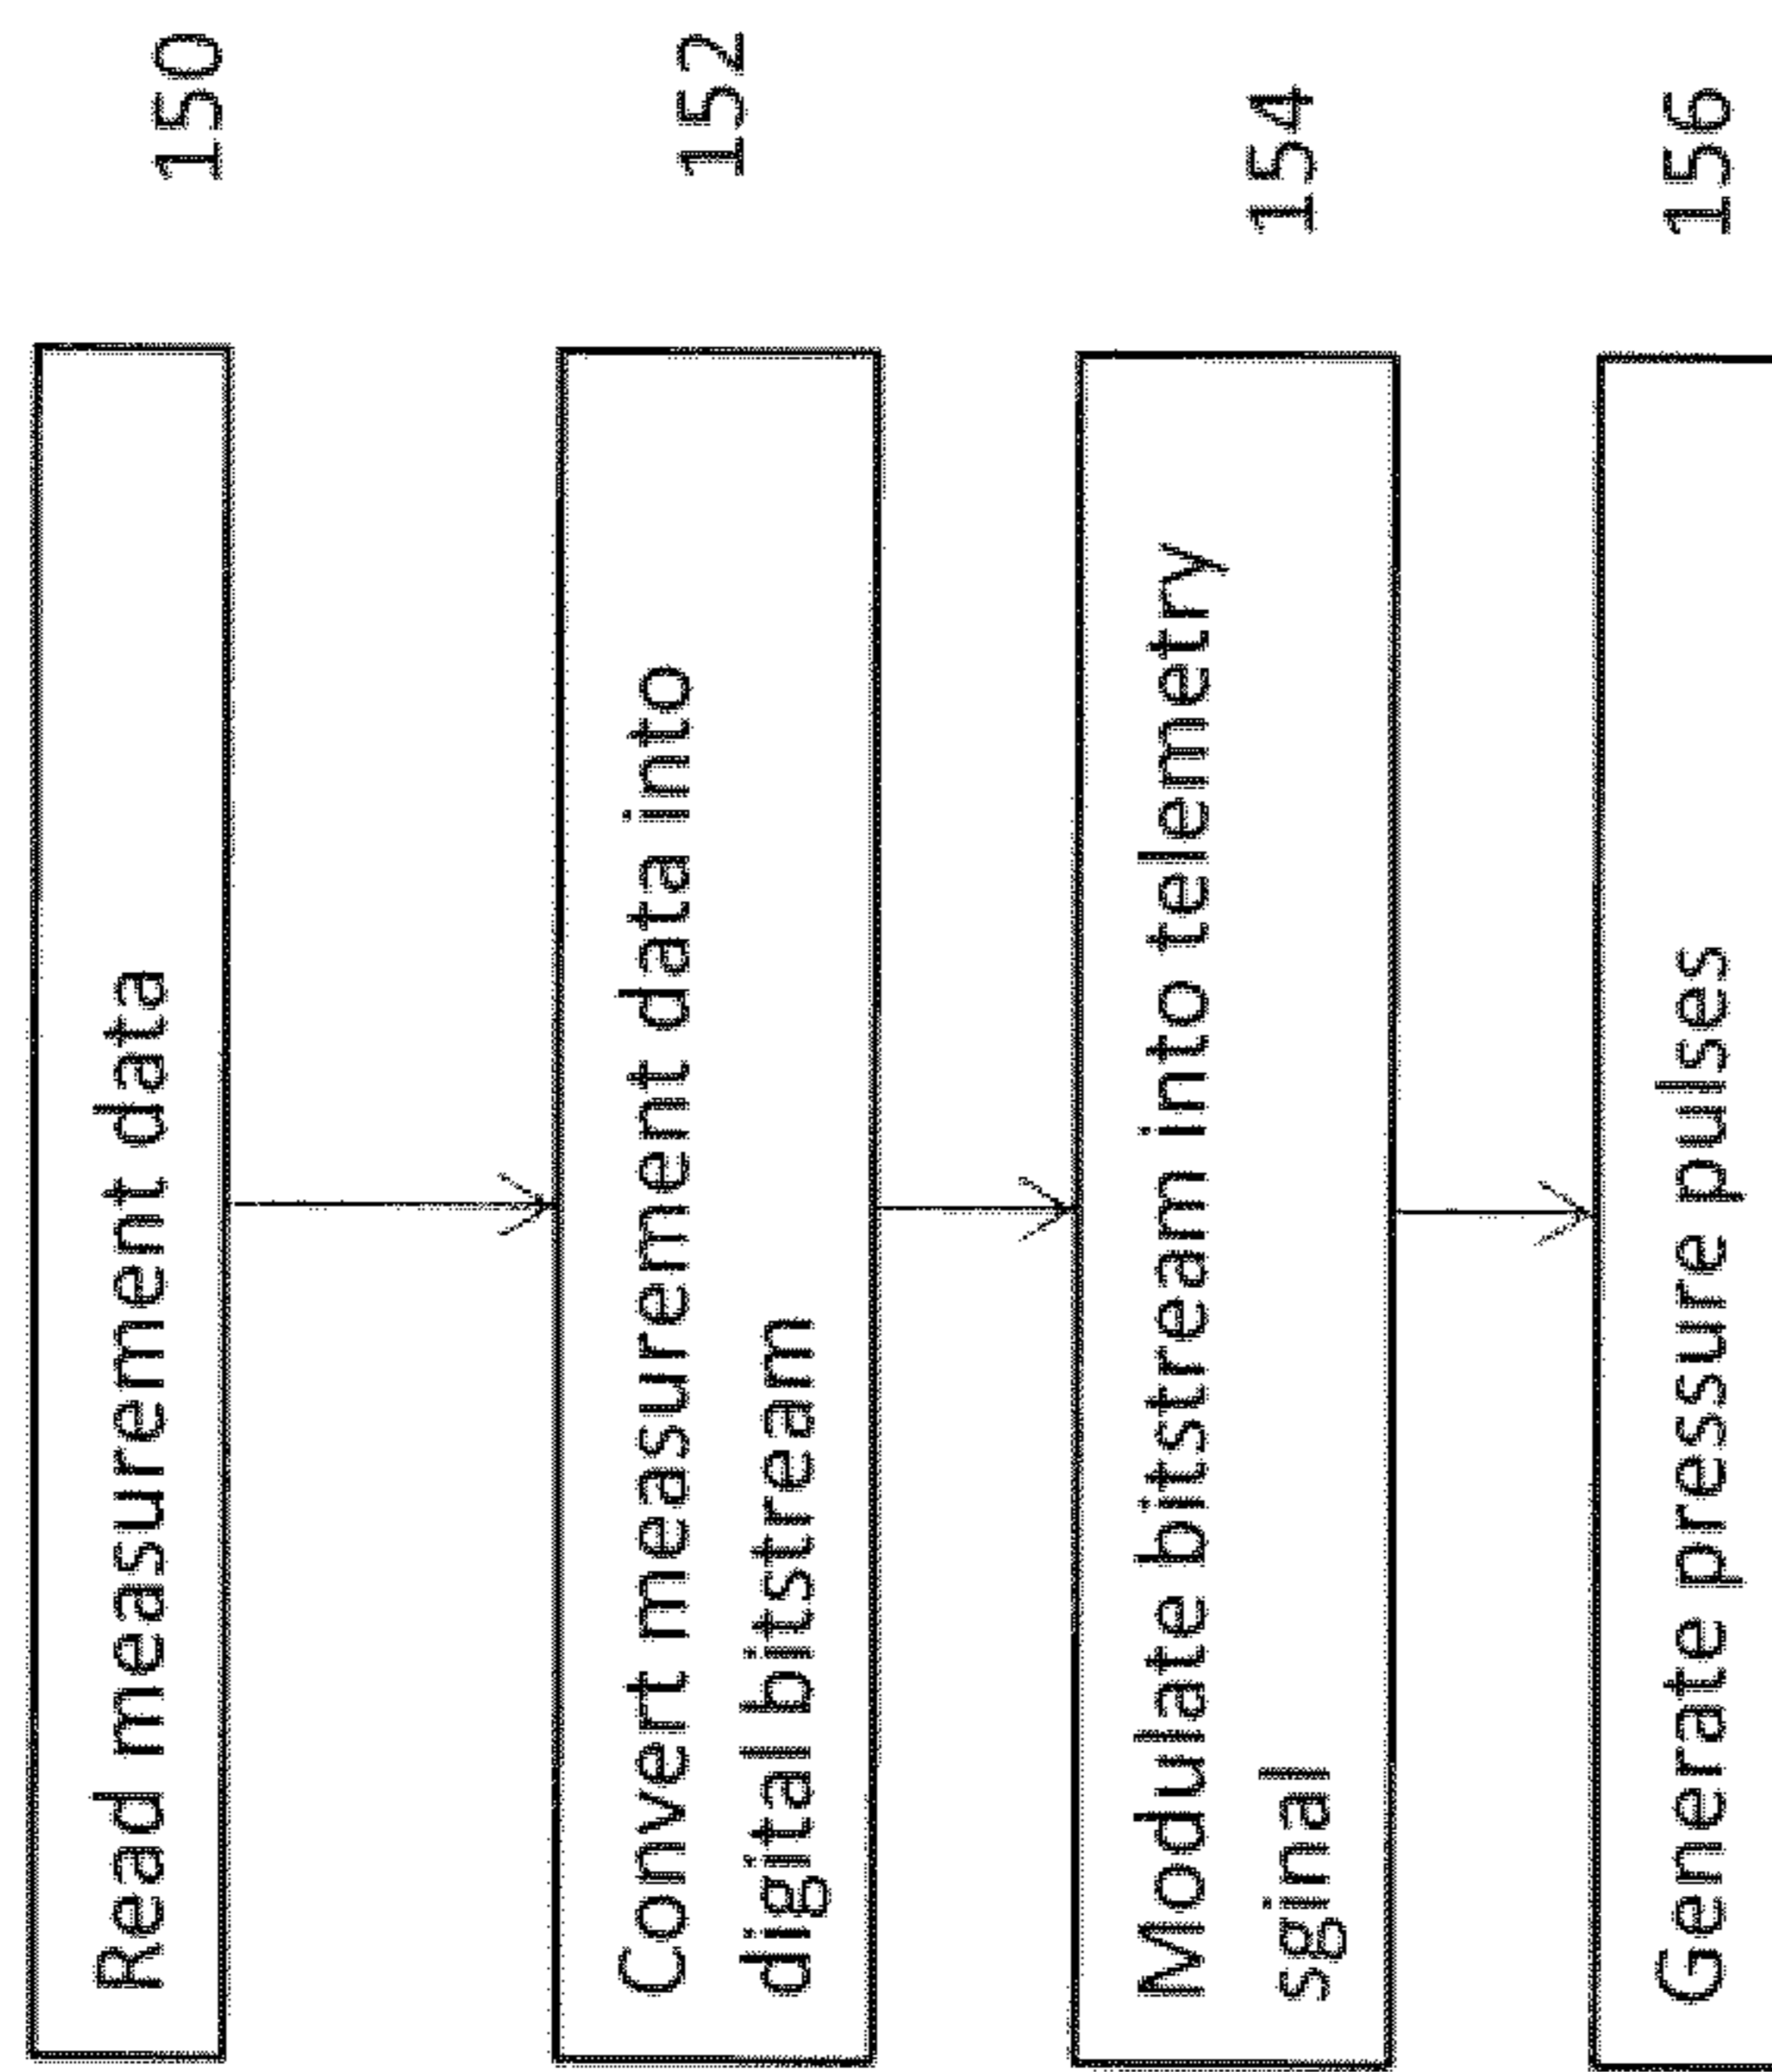 Read measurement data
150
Convert measurement data into
digital bitstream
152
Modulate bitstream into telemetry
sginal
154
Generate pressure pulses
156